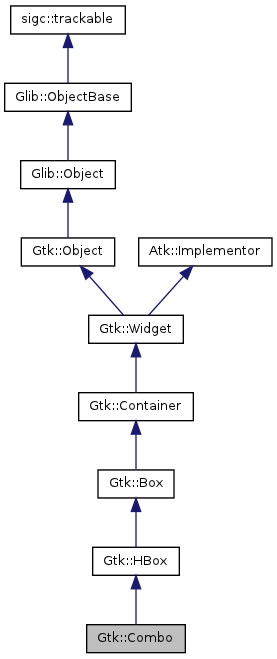 sigc::trackable
Glib::ObjectBase
Glib::Object
Gtk::Object
Atk::Implementor
Gtk::Widget
Gtk::Container
Gtk::Box
Gtk::HBox
Gtk::Combo